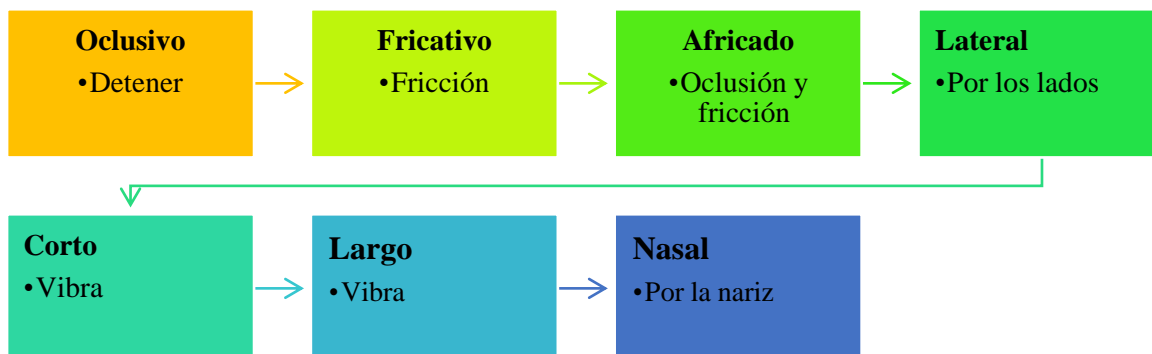 Oclusivo
•Detener
Fricativo
•Fricción
Africado
•Oclusión y
fricción
Lateral
•Por los lados
Corto
•Vibra
Largo
•Vibra
Nasal
•Por la nariz